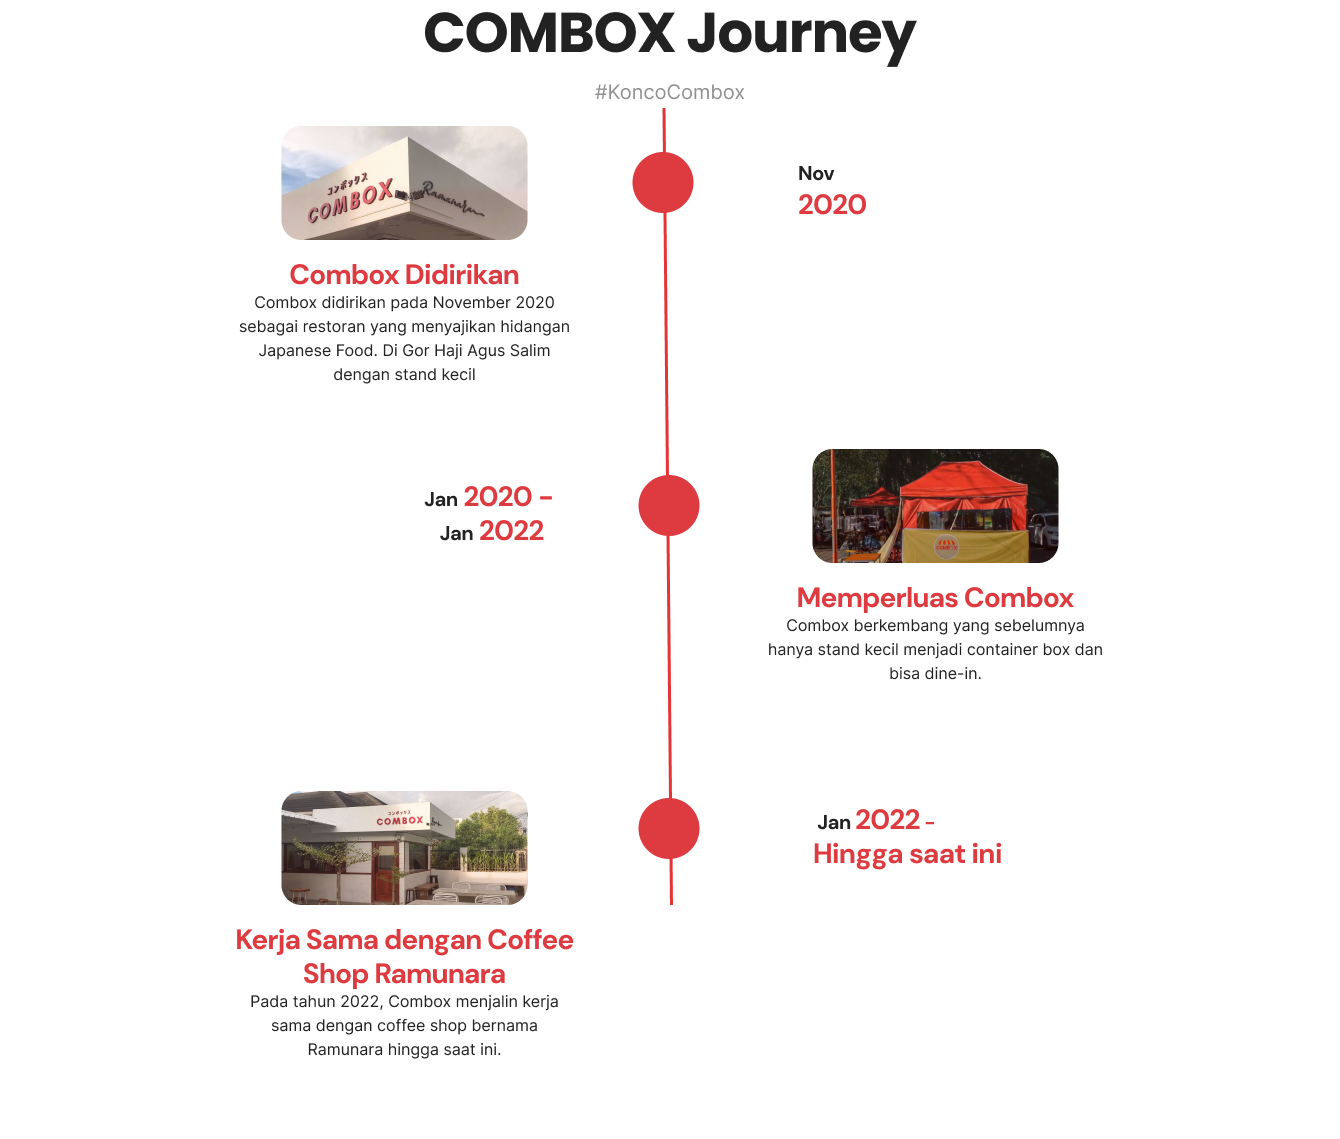 COMBOX Journey
#KoncoCombox
コンボックス
COMBOX
Ramunara
Nov
2020
Combox Didirikan
Combox didirikan pada November 2020
sebagai restoran yang menyajikan hidangan
Japanese Food. Di Gor Haji Agus Salim
dengan stand kecil
Jan 2020 -
Jan 2022
COMBOX
Memperluas Combox
Combox berkembang yang sebelumnya
hanya stand kecil menjadi container box dan
bisa dine-in.
コンボックス
COMBOX
Jan 2022 -
Hingga saat ini
Kerja Sama dengan Coffee
Shop Ramunara
Pada tahun 2022, Combox menjalin kerja
sama dengan coffee shop bernama
Ramunara hingga saat ini.